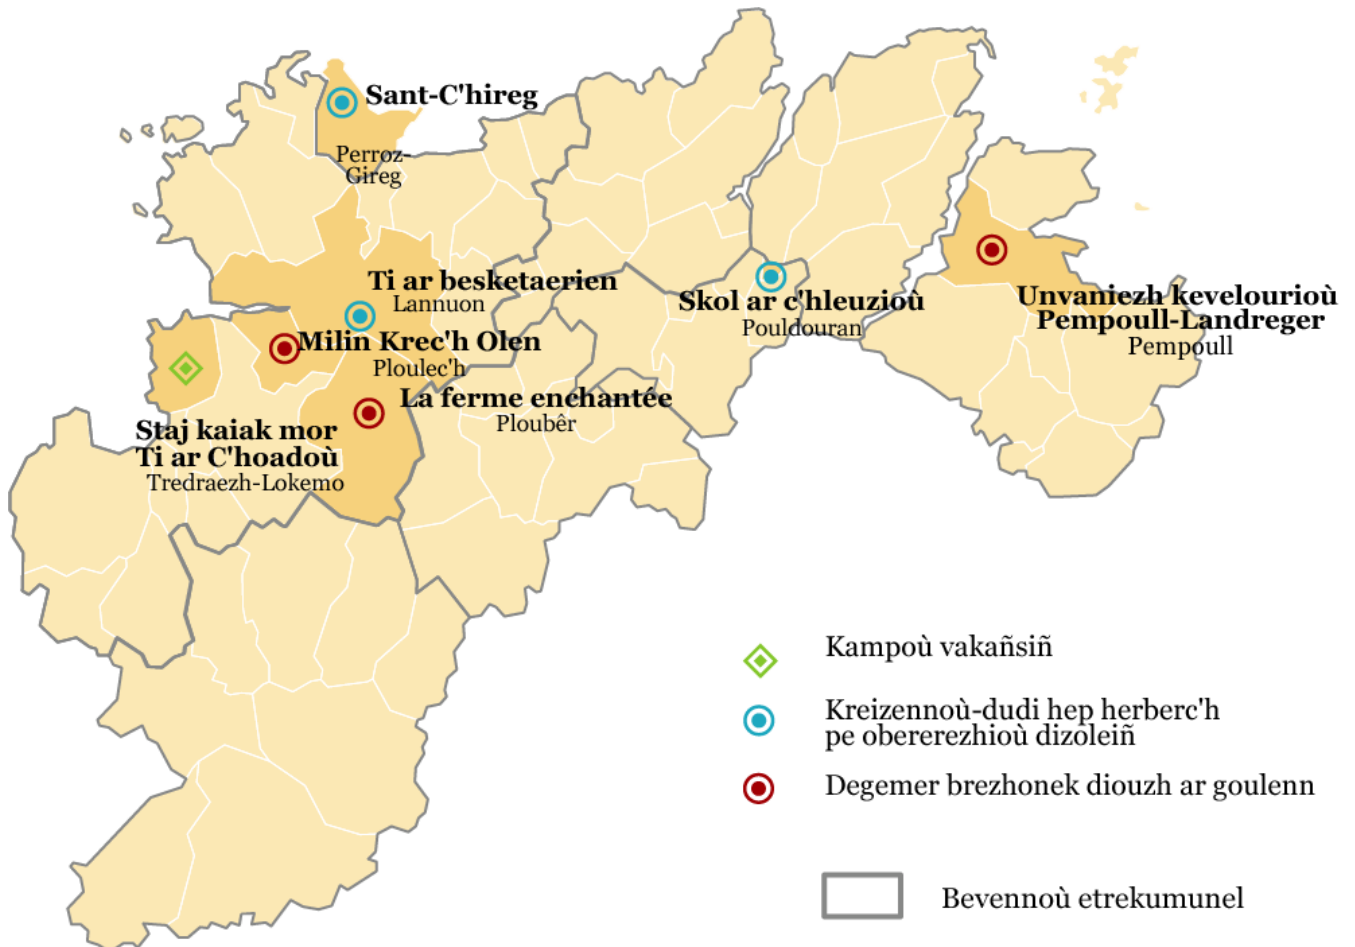 Sant-C'hireg
Perroz-
Gireg
Ti ar besketaerien
Lannuon
Skol ar c'hleuzioù
Pouldouran
Unvaniezh kevelourioù
Pempoull-Landreger
Pempoull
Milin Krec'h Olen
Ploulec'h
La ferme enchantée
Ploubêr
Staj kaiak mor
Ti ar C'hoadoù
Tredraezh-Lokemo
Kampoù vakañsiñ
Kreizennoù-dudi hep herberc'h
pe obererezhioù dizoleiñ
Degemer brezhonek diouzh ar goulenn
Bevennoù etrekumunel